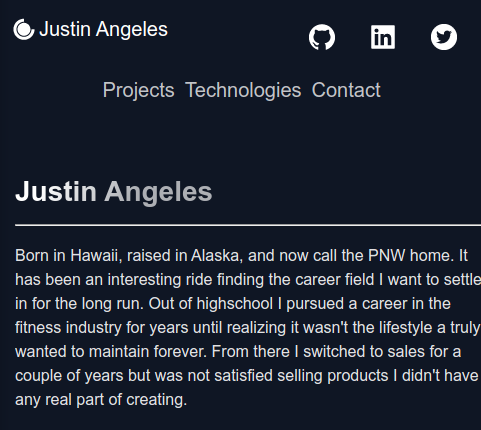 Justin Angeles
Projects Technologies Contact
Justin Angeles
Born in Hawaii, raised in Alaska, and now call the PNW home. It
has been an interesting ride finding the career field I want to settle
in for the long run. Out of highschool I pursued a career in the
fitness industry for years until realizing it wasn't the lifestyle a truly
wanted to maintain forever. From there I switched to sales for a
couple of years but was not satisfied selling products I didn't have
any real part of creating.